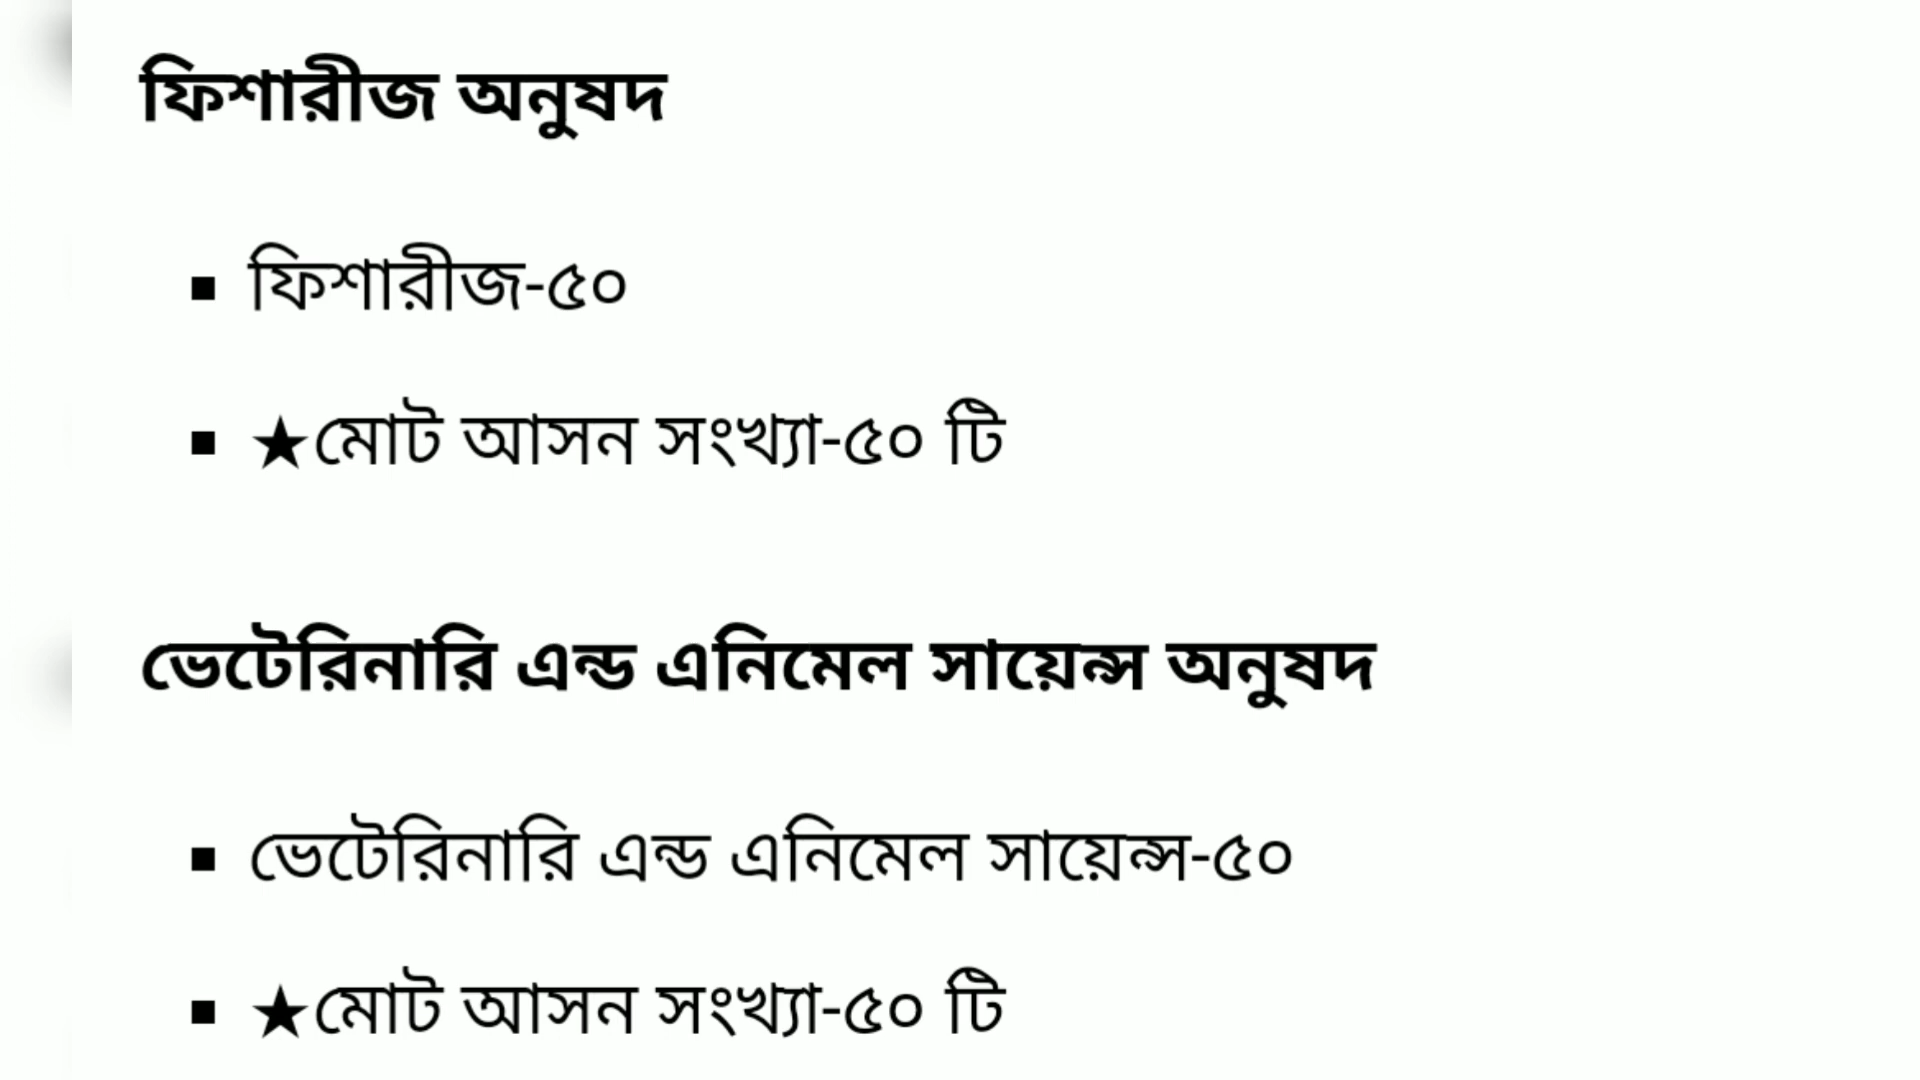 ফিশারীজ অনুষদ
▪ ফিশারীজ-৫০
▪ ★মোট আসন সংখ্যা-৫০ টি
ভেটেরিনারি এন্ড এনিমেল সায়েন্স অনুষদ
▪ ভেটেরিনারি এন্ড এনিমেল সায়েন্স-৫০
▪ ★মোট আসন সংখ্যা-৫০ টি